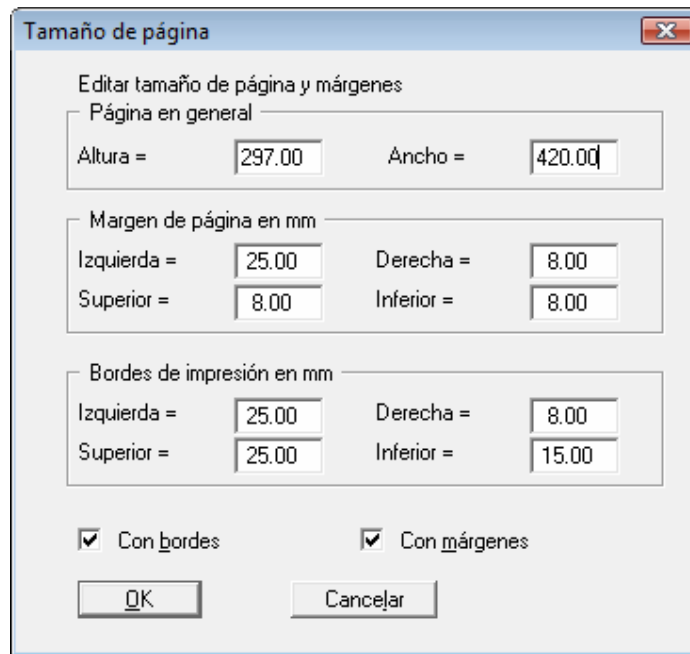 Tamaño de página
Editar tamaño de página y márgenes
Página en general
Altura = 297.00 Ancho = 420.00
Margen de página en mm
Izquierda = 25.00 Derecha = 8.00
Superior = 8.00 Inferior = 8.00
Bordes de impresión en mm
Izquierda = 25.00 Derecha = 8.00
Superior = 25.00 Inferior = 15.00
Con bordes Con márgenes
OK Cancelar